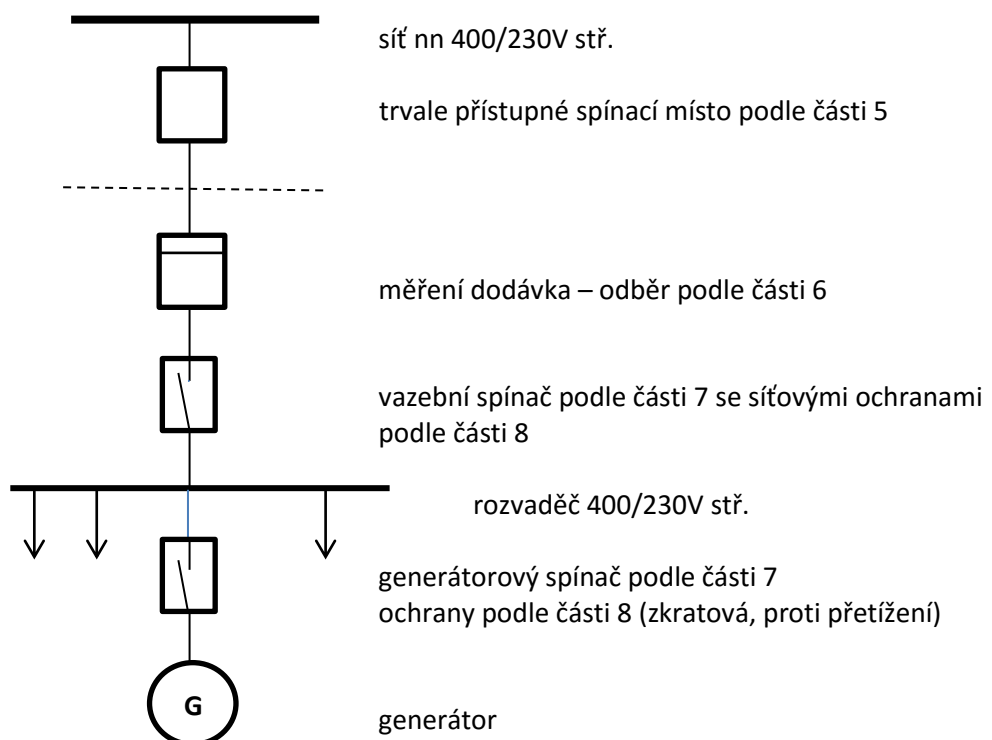 síť nn 400/230V stř.
trvale přístupné spínací místo podle části 5
měření dodávka – odběr podle části 6
vazební spínač podle části 7 se síťovými ochranami
podle části 8
rozvaděč 400/230V stř.
generátorový spínač podle části 7
ochrany podle části 8 (zkratová, proti přetížení)
G
generátor